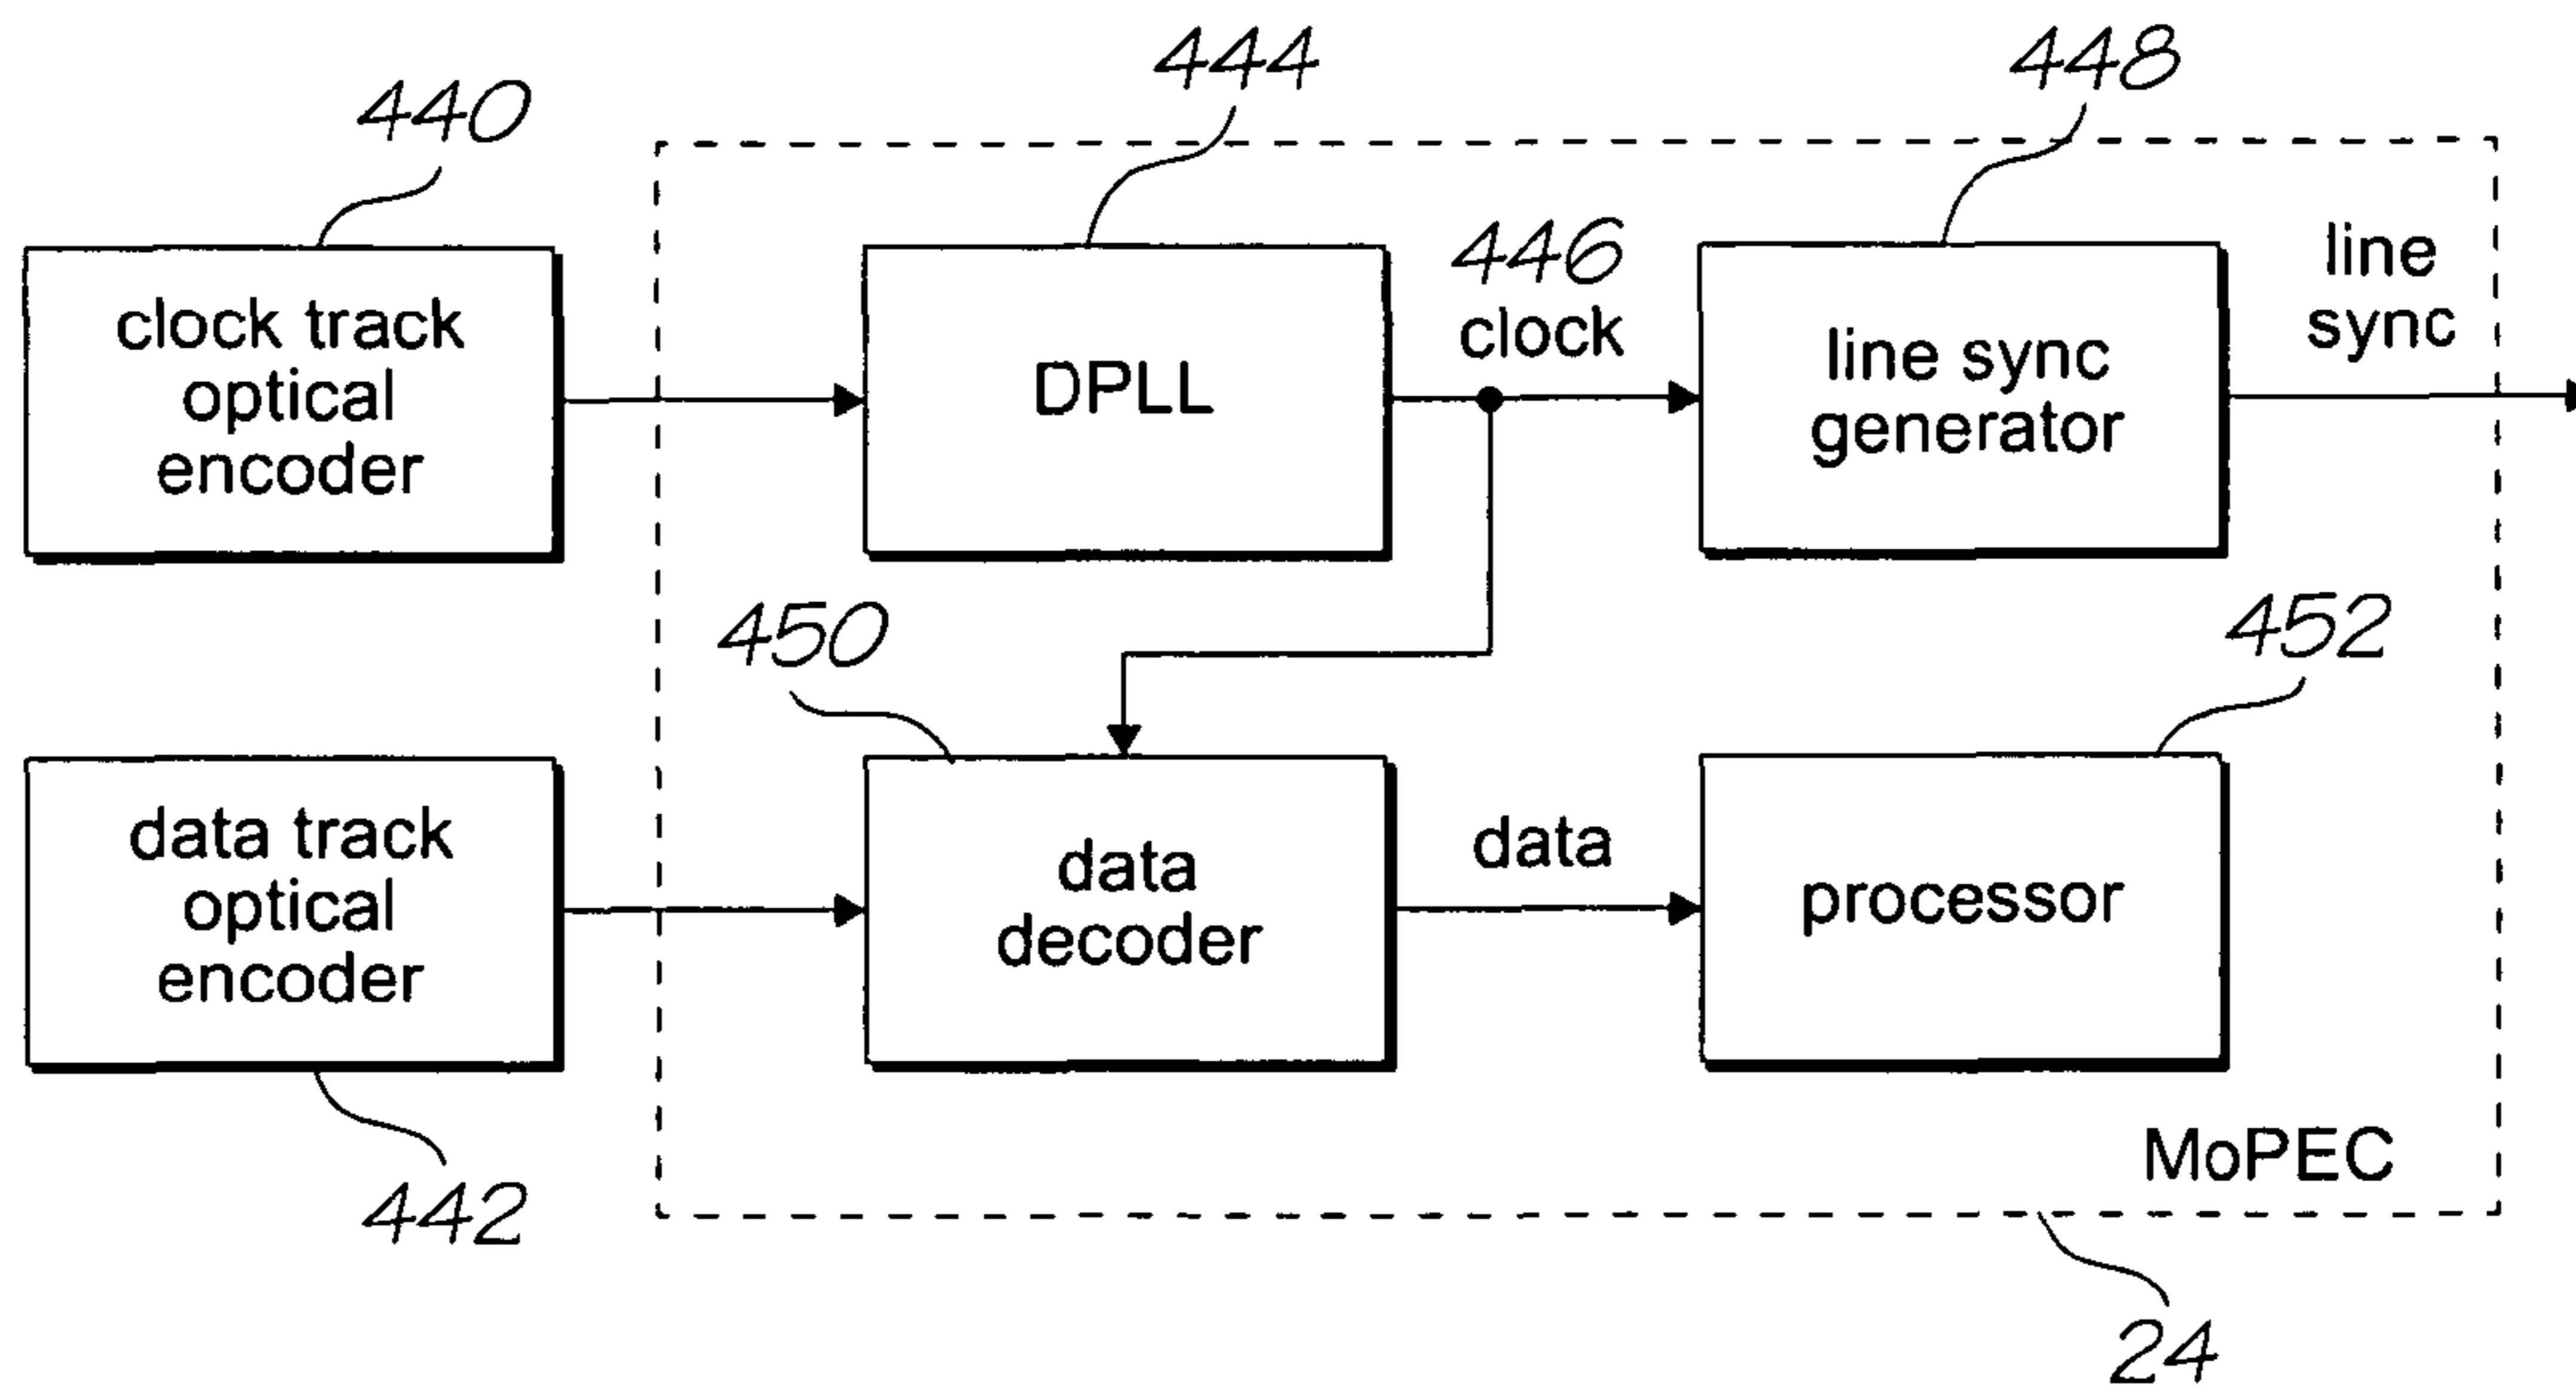 444
448
440
446
clock
line
sync
clock track
optical
encoder
DPLL
line sync
generator
450
452
data track
optical
encoder
data
decoder
data
processor
MoPEC
442
24